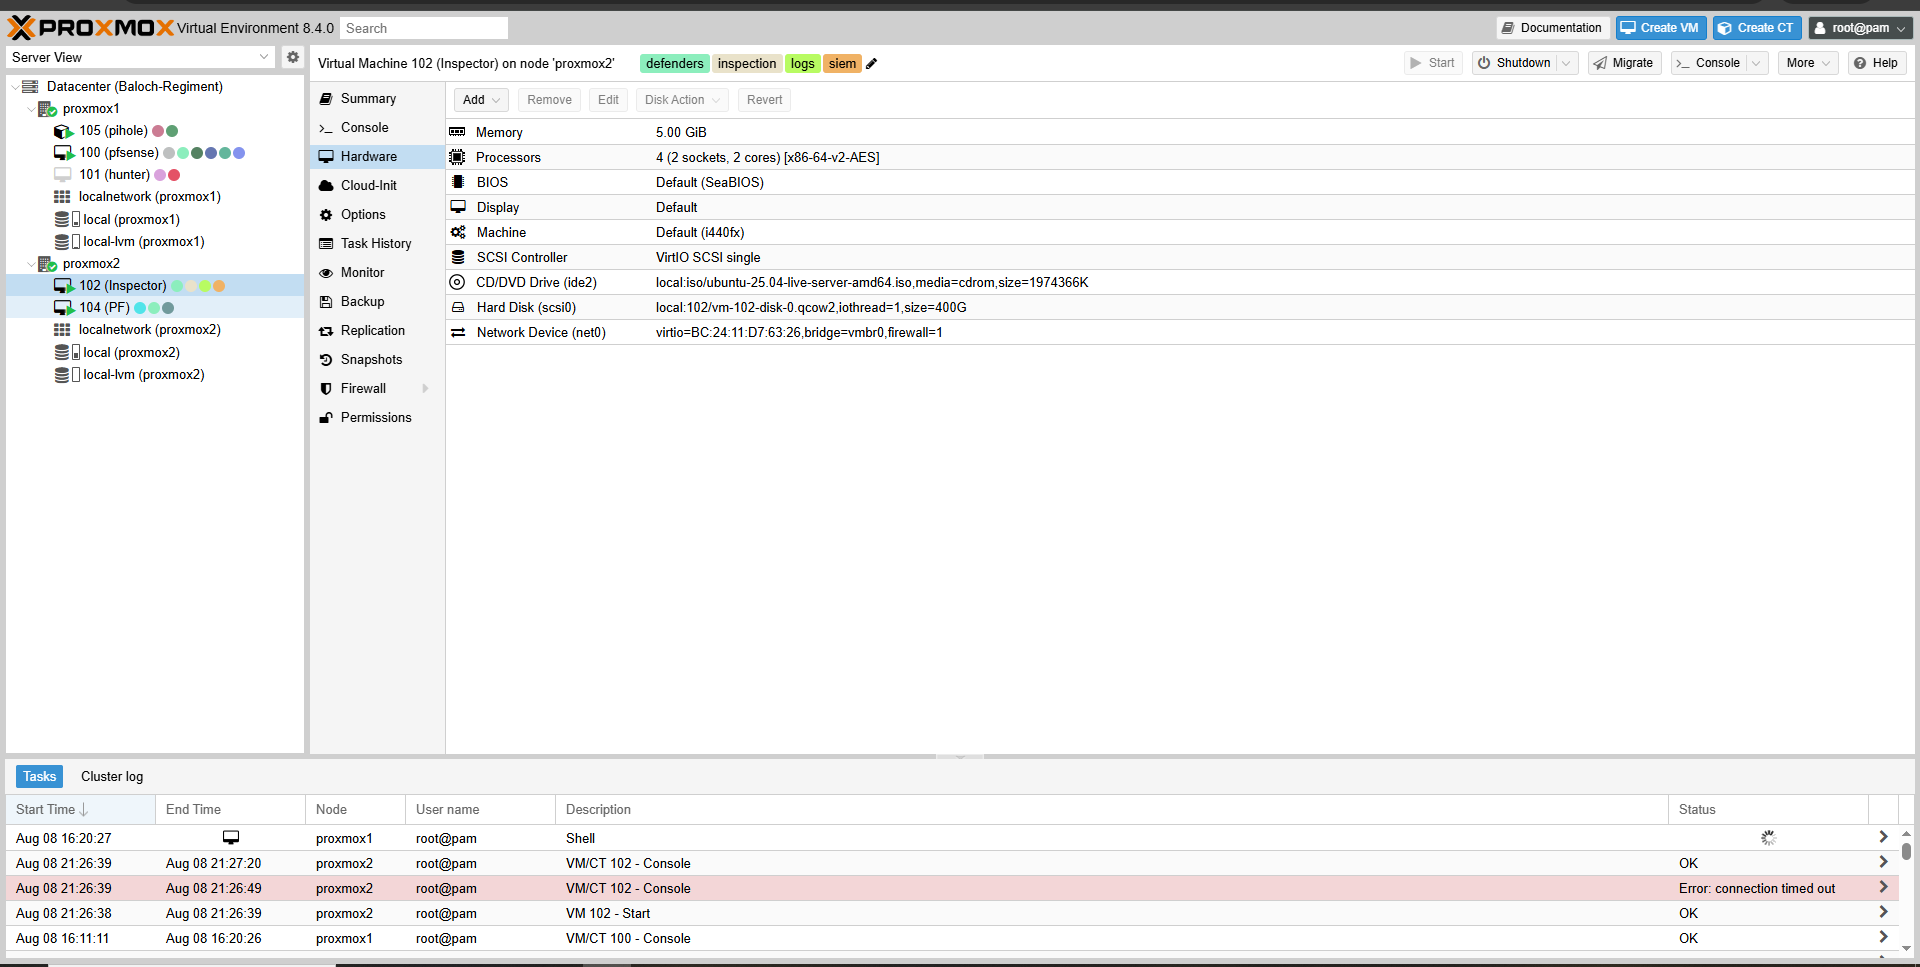 PROXMOX Virtual Environment 8.4.0 Search Documentation Create VM Create CT root@pam
Server View
Datacenter (Baloch-Regiment)
proxmox1
105 (pihole)
100 (pfsense)
101 (hunter)
localnetwork (proxmox1)
local (proxmox1)
local-lvm (proxmox1)
proxmox2
102 (Inspector)
104 (PF)
localnetwork (proxmox2)
local (proxmox2)
local-lvm (proxmox2)
Virtual Machine 102 (Inspector) on node 'proxmox2' defenders inspection logs siem Start Shutdown Migrate Console More Help
Summary
Console
Hardware
Cloud-Init
Options
Task History
Monitor
Backup
Replication
Snapshots
Firewall
Permissions
Add Remove Edit Disk Action Revert
Memory 5.00 GiB
Processors 4 (2 sockets, 2 cores) [x86-64-v2-AES]
BIOS Default (SeaBIOS)
Display Default
Machine Default (i440fx)
SCSI Controller VirtIO SCSI single
CD/DVD Drive (ide2) local:iso/ubuntu-25.04-live-server-amd64.iso,media=cdrom,size=1974366K
Hard Disk (scsi0) local:102/vm-102-disk-0.qcow2,iothread=1,size=400G
Network Device (net0) virtio=BC:24:11:D7:63:26,bridge=vmbr0,firewall=1
Tasks Cluster log
Start Time End Time Node User name Description Status
Aug 08 16:20:27 proxmox1 root@pam Shell
Aug 08 21:26:39 Aug 08 21:27:20 proxmox2 root@pam VM/CT 102 - Console OK
Aug 08 21:26:39 Aug 08 21:26:49 proxmox2 root@pam VM/CT 102 - Console Error: connection timed out
Aug 08 21:26:38 Aug 08 21:26:39 proxmox2 root@pam VM 102 - Start OK
Aug 08 16:11:11 Aug 08 16:20:26 proxmox1 root@pam VM/CT 100 - Console OK